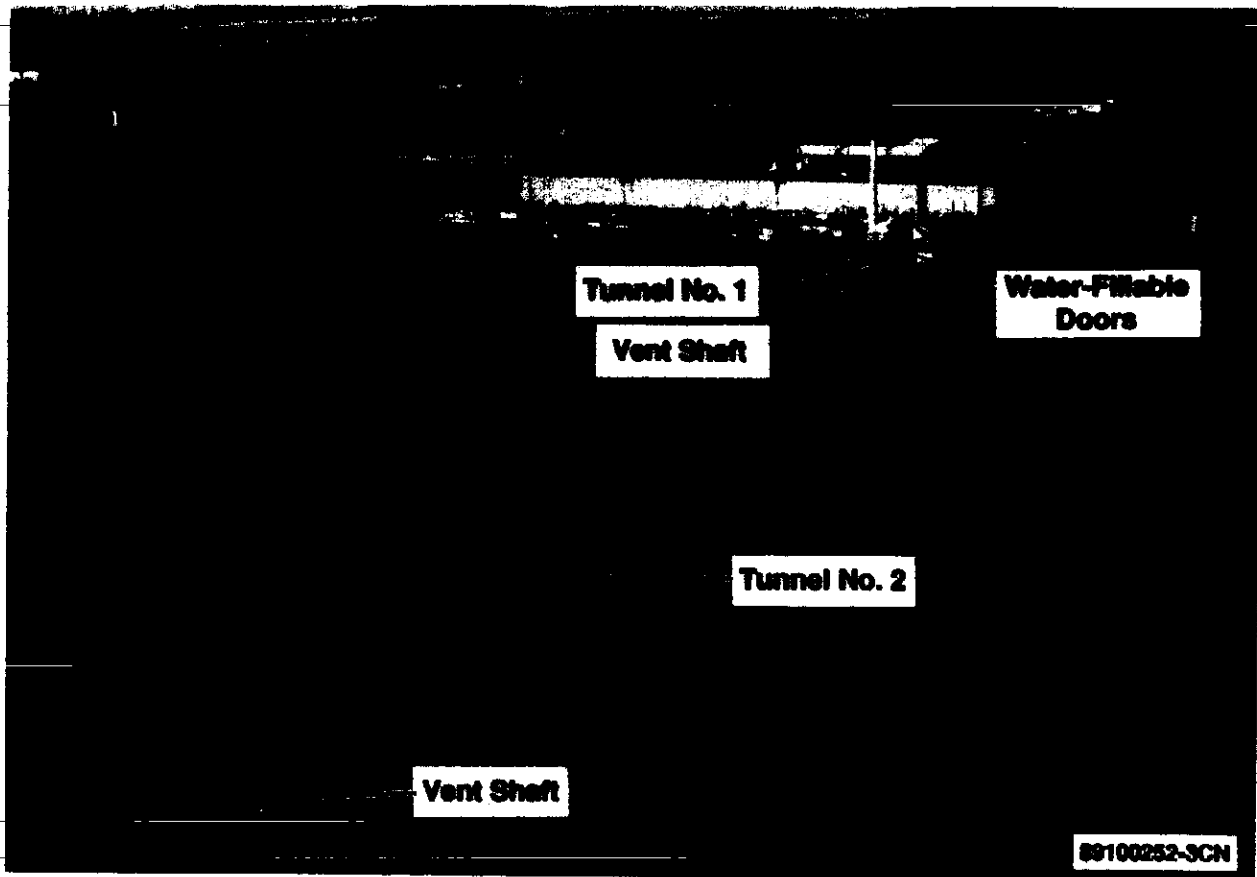 Tunnel No. 1
Water-Fillable
Doors
Vent Shaft
Tunnel No. 2
Vent Shaft
89100252-3CN